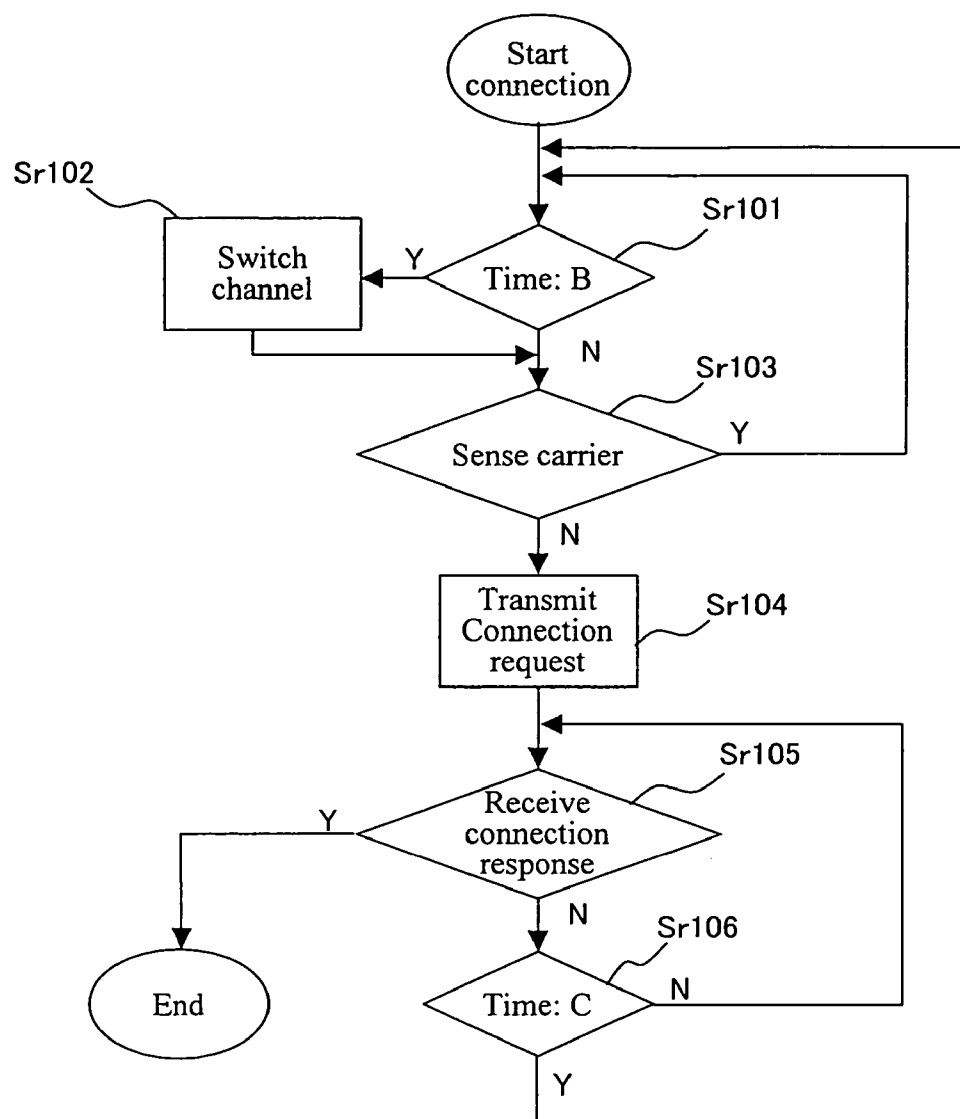 Start
connection
Sr102
Sr101
Switch
channel
Y
Time: B
N
Sr103
Sense carrier
Y
N
Transmit
Connection
request
Sr104
Sr105
Y
Receive
connection
response
N
Sr106
End
Time: C
N
Y